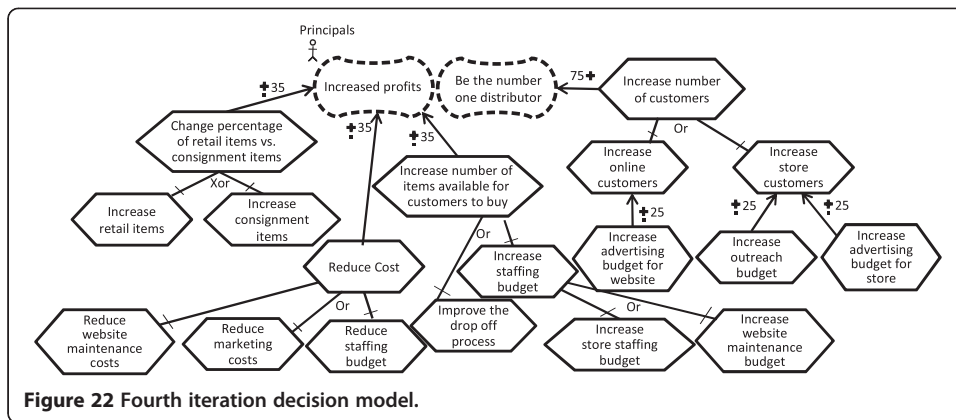 Principals
Increased profits
Be the number
one distributor
Increase number
of customers
35
75+
Change percentage
of retail items vs.
consignment items
35
35
Or
Increase number of
items available for
customers to buy
Increase
online
customers
Increase
store
customers
Xor
Increase
retail items
Increase
consignment
items
+25
+25
+25
Or
Reduce Cost
Increase
staffing
budget
Increase
advertising
budget for
website
Increase
outreach
budget
Increase
advertising
budget for
store
Or
Or
Reduce
website
maintenance
costs
Reduce
marketing
costs
Reduce
staffing
budget
Improve the
drop off
process
Increase
store staffing
budget
Increase
website
maintenance
budget
Figure 22 Fourth iteration decision model.